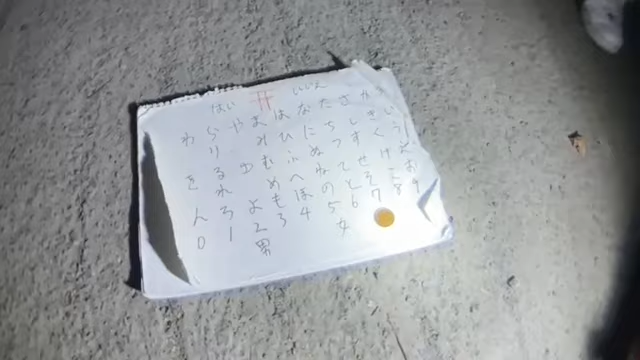 はい ⛩ いいえ
いうえお9
かきくけこ8
さしすせそ7
たちつてと6
なにぬねの5女
はひふへほ4
まみむめも3
やゆよ2男
らりるれろ1
わをん0